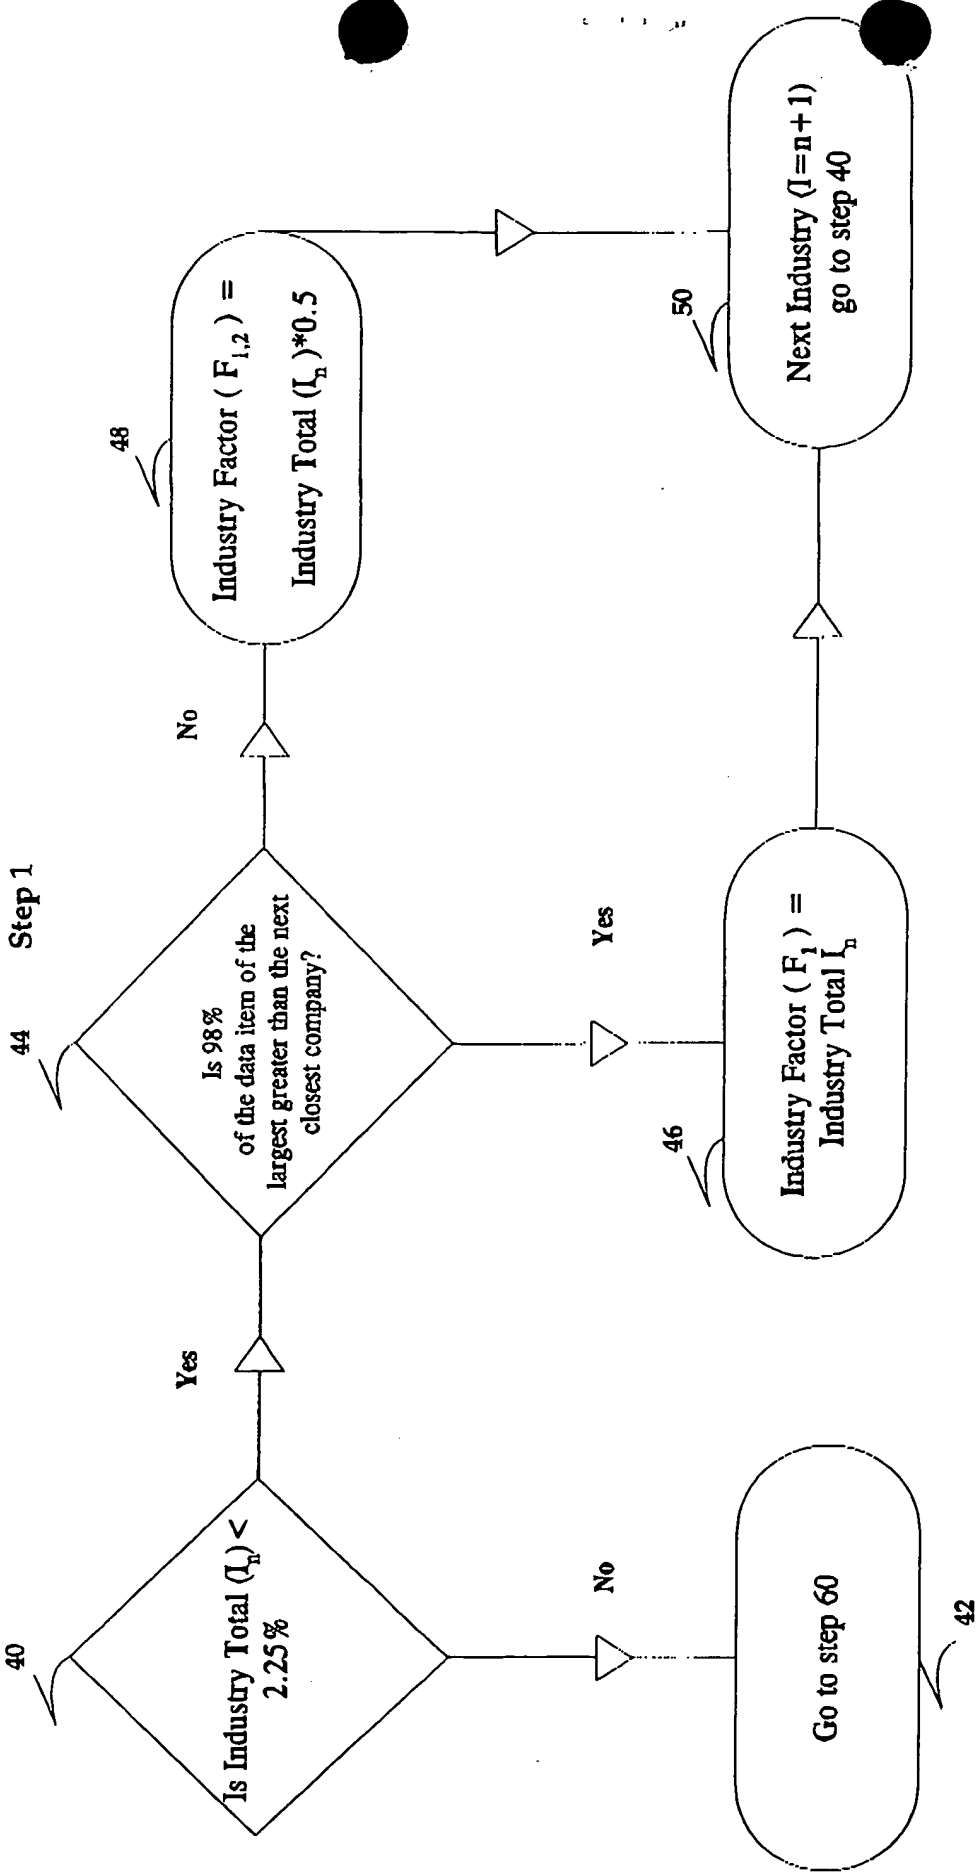 Step 1
40
Is Industry Total (Iₙ) <
2.25%
Yes
No
42
Go to step 60
44
Is 98%
of the data item of the
largest greater than the next
closest company?
No
Yes
46
Industry Factor ( F₁ ) =
Industry Total Iₙ
48
Industry Factor ( F₁,₂ ) =
Industry Total (Iₙ )*0.5
50
Next Industry (I=n+1)
go to step 40